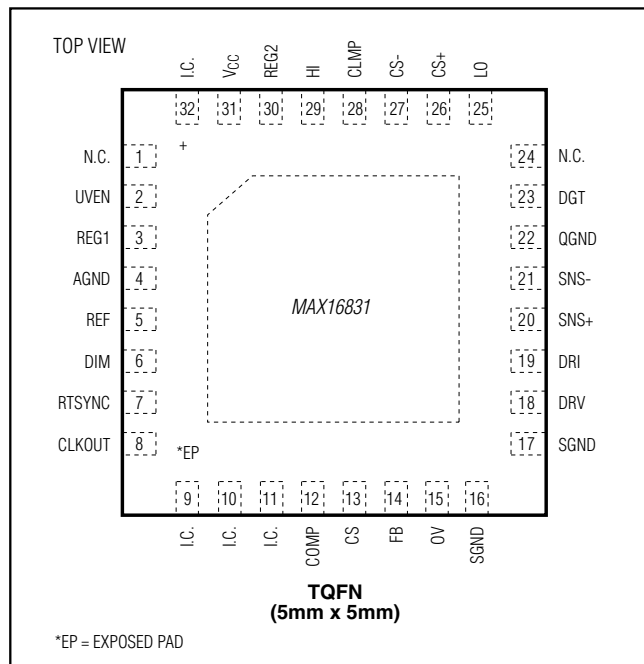 TOP VIEW
I.C. VCC REG2 HI CLMP CS- CS+ LO
32 31 30 29 28 27 26 25
+
N.C. 1
UVEN 2
REG1 3
AGND 4
REF 5
DIM 6
RTSYNC 7
CLKOUT 8
MAX16831
24 N.C.
23 DGT
22 QGND
21 SNS-
20 SNS+
19 DRI
18 DRV
17 SGND
*EP
9 10 11 12 13 14 15 16
I.C. I.C. I.C. COMP CS FB OV SGND
TQFN
(5mm x 5mm)
*EP = EXPOSED PAD